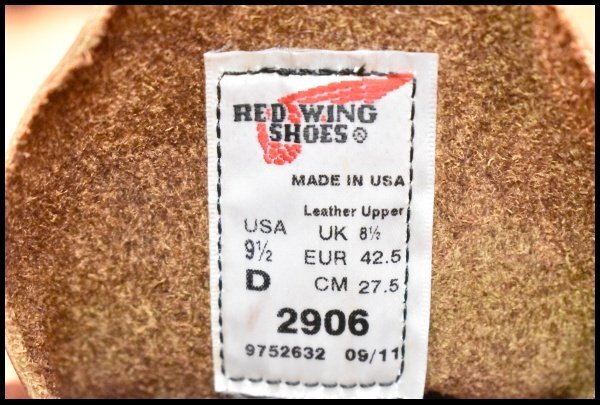 RED WING
SHOES®
MADE IN USA
Leather Upper
USA
9½
D
UK 8½
EUR 42.5
CM 27.5
2906
9752632 09/11